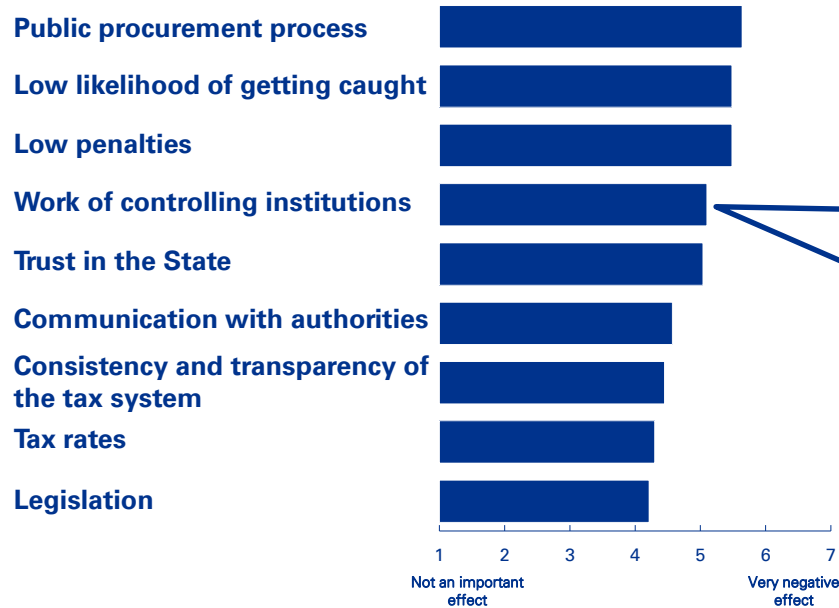 Public procurement process
Low likelihood of getting caught
Low penalties
Work of controlling institutions
Trust in the State
Communication with authorities
Consistency and transparency of
the tax system
Tax rates
Legislation
1 2 3 4 5 6 7
Not an important
effect
Very negative
effect